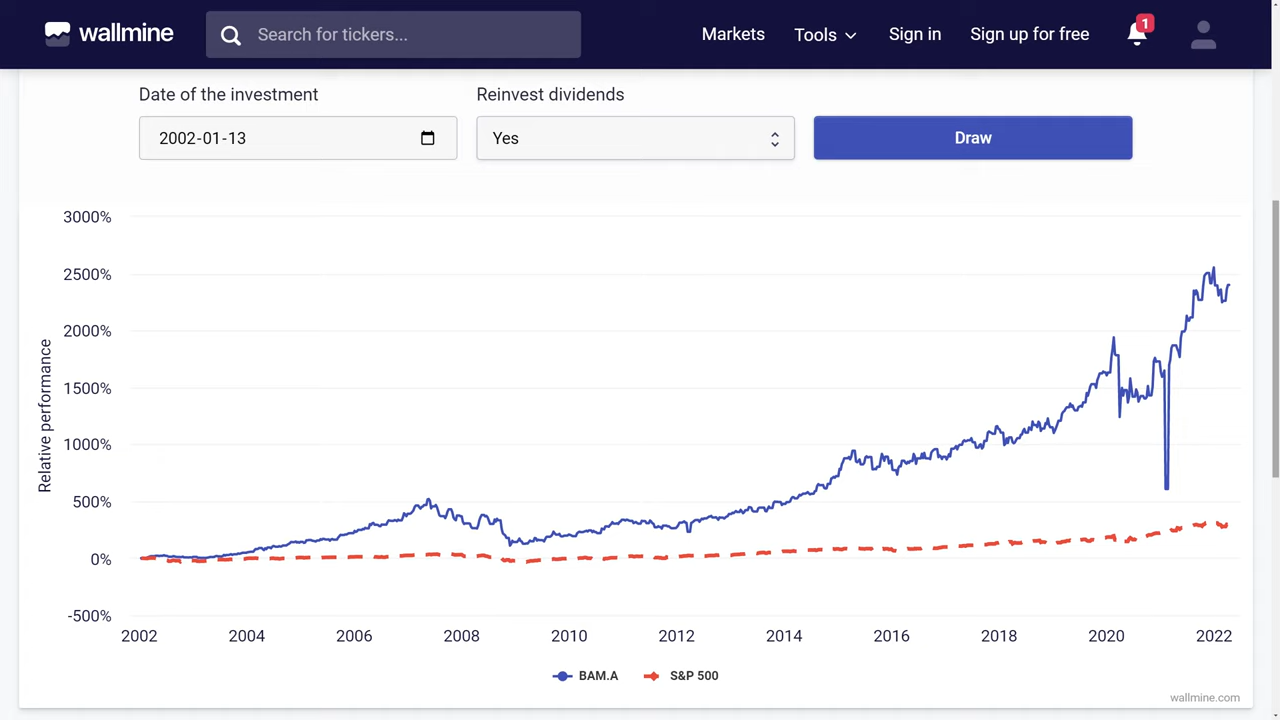 wallmine
Search for tickers...
Markets
Tools
Sign in
Sign up for free
1
Date of the investment
Reinvest dividends
2002-01-13
Yes
Draw
Relative performance
3000%
2500%
2000%
1500%
1000%
500%
0%
-500%
2002 2004 2006 2008 2010 2012 2014 2016 2018 2020 2022
BAM.A S&P 500
wallmine.com